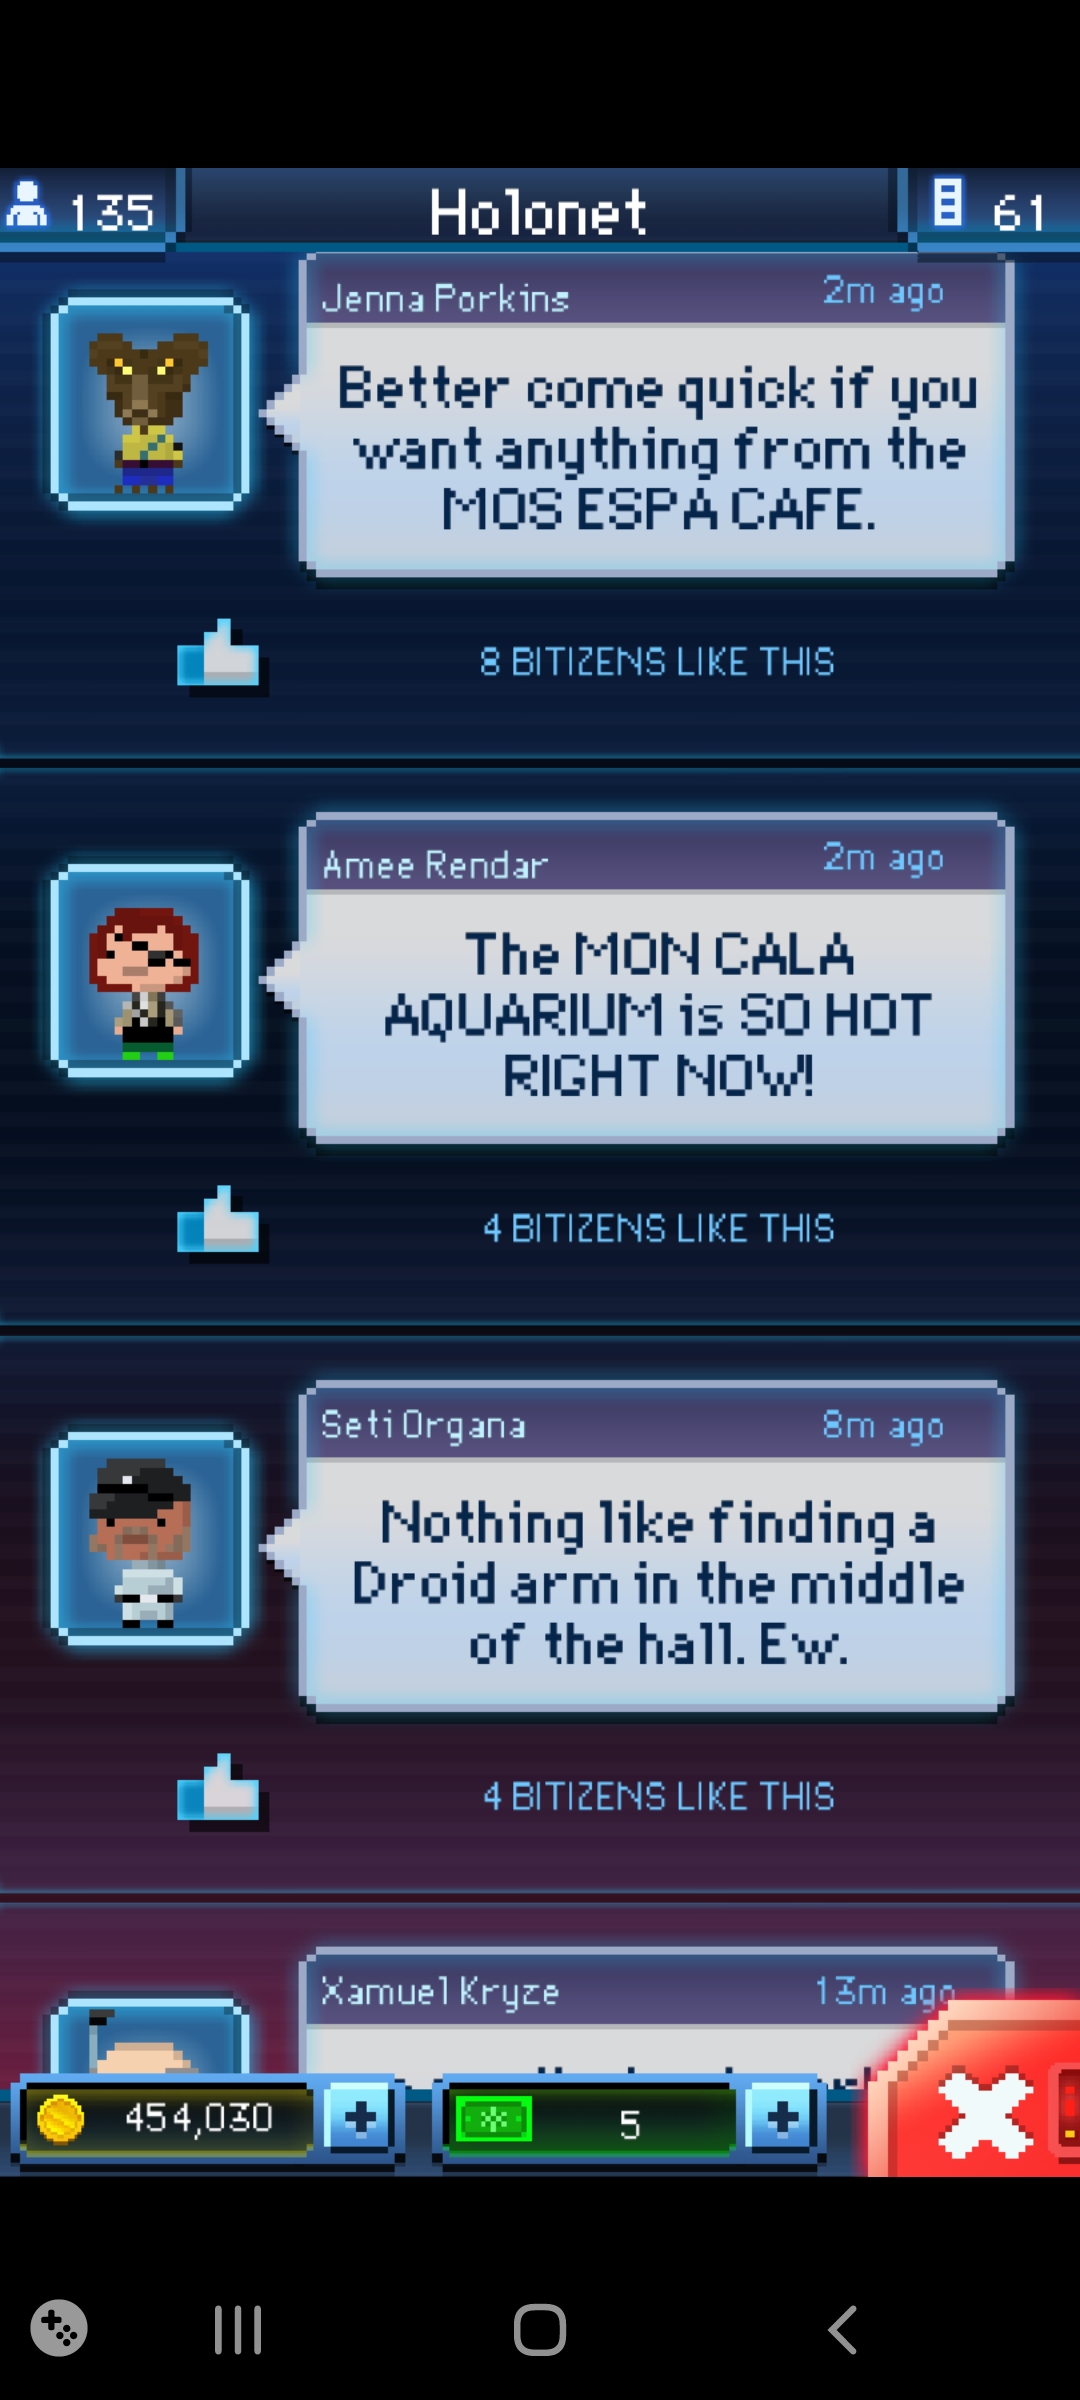 135
Holonet
61
Jenna Porkins
2m ago
Better come quick if you
want anything from the
MOS ESPA CAFE.
8 BITIZENS LIKE THIS
Amee Rendar
2m ago
The MON CALA
AQUARIUM is SO HOT
RIGHT NOW!
4 BITIZENS LIKE THIS
Seti Organa
8m ago
Nothing like finding a
Droid arm in the middle
of the hall. Ew.
4 BITIZENS LIKE THIS
Xamuel Kryze
13m ago
454,030
5